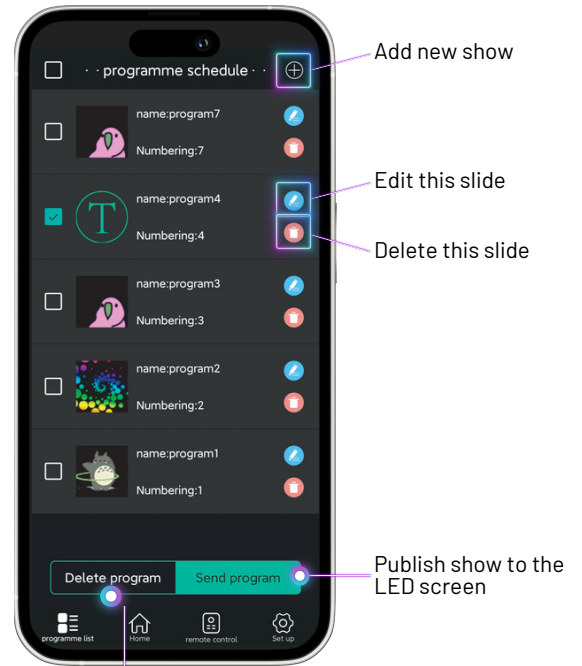 · · programme schedule · ·
Add new show
name:program7
Numbering:7
name:program4
Edit this slide
T
Numbering:4
Delete this slide
name:program3
Numbering:3
name:program2
Numbering:2
name:program1
Numbering:1
Delete program
Send program
Publish show to the
LED screen
programme list
Home
remote control
Set up